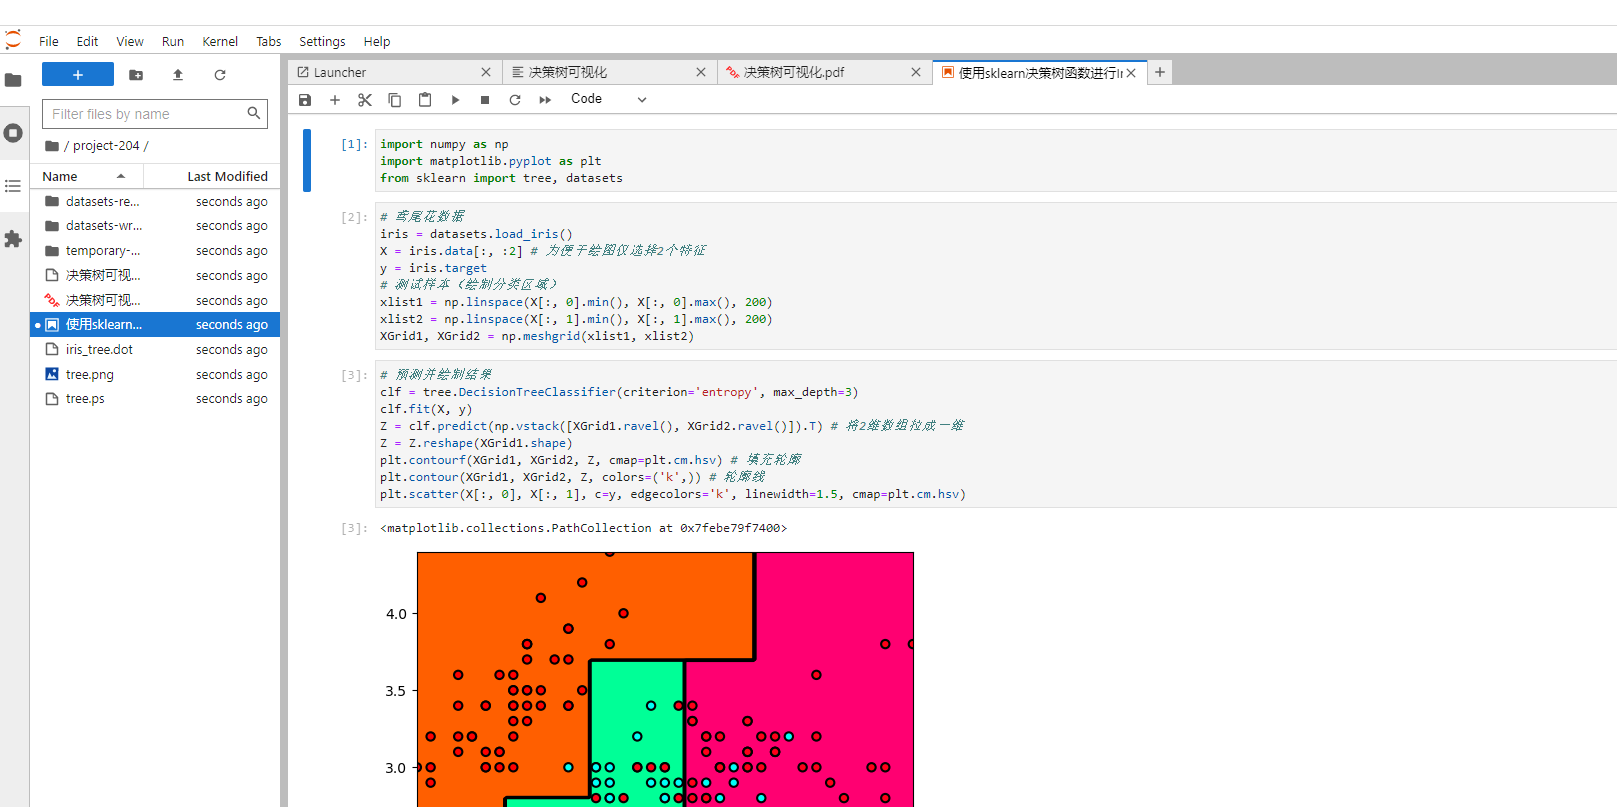 File Edit View Run Kernel Tabs Settings Help
Launcher
决策树可视化
决策树可视化.pdf
使用sklearn决策树函数进行Ir
Filter files by name
Code
/ project-204 /
Name Last Modified
datasets-re... seconds ago
datasets-wr... seconds ago
temporary-... seconds ago
决策树可视... seconds ago
PDF 决策树可视... seconds ago
使用sklearn... seconds ago
iris_tree.dot seconds ago
tree.png seconds ago
tree.ps seconds ago
[1]: import numpy as np
import matplotlib.pyplot as plt
from sklearn import tree, datasets
[2]: # 鸢尾花数据
iris = datasets.load_iris()
X = iris.data[:, :2] # 为便于绘图仅选择2个特征
y = iris.target
# 测试样本（绘制分类区域）
xlist1 = np.linspace(X[:, 0].min(), X[:, 0].max(), 200)
xlist2 = np.linspace(X[:, 1].min(), X[:, 1].max(), 200)
XGrid1, XGrid2 = np.meshgrid(xlist1, xlist2)
[3]: # 预测并绘制结果
clf = tree.DecisionTreeClassifier(criterion='entropy', max_depth=3)
clf.fit(X, y)
Z = clf.predict(np.vstack([XGrid1.ravel(), XGrid2.ravel()]).T) # 将2维数组拉成一维
Z = Z.reshape(XGrid1.shape)
plt.contourf(XGrid1, XGrid2, Z, cmap=plt.cm.hsv) # 填充轮廓
plt.contour(XGrid1, XGrid2, Z, colors=('k',)) # 轮廓线
plt.scatter(X[:, 0], X[:, 1], c=y, edgecolors='k', linewidth=1.5, cmap=plt.cm.hsv)
[3]: <matplotlib.collections.PathCollection at 0x7febe79f7400>
4.0
3.5
3.0